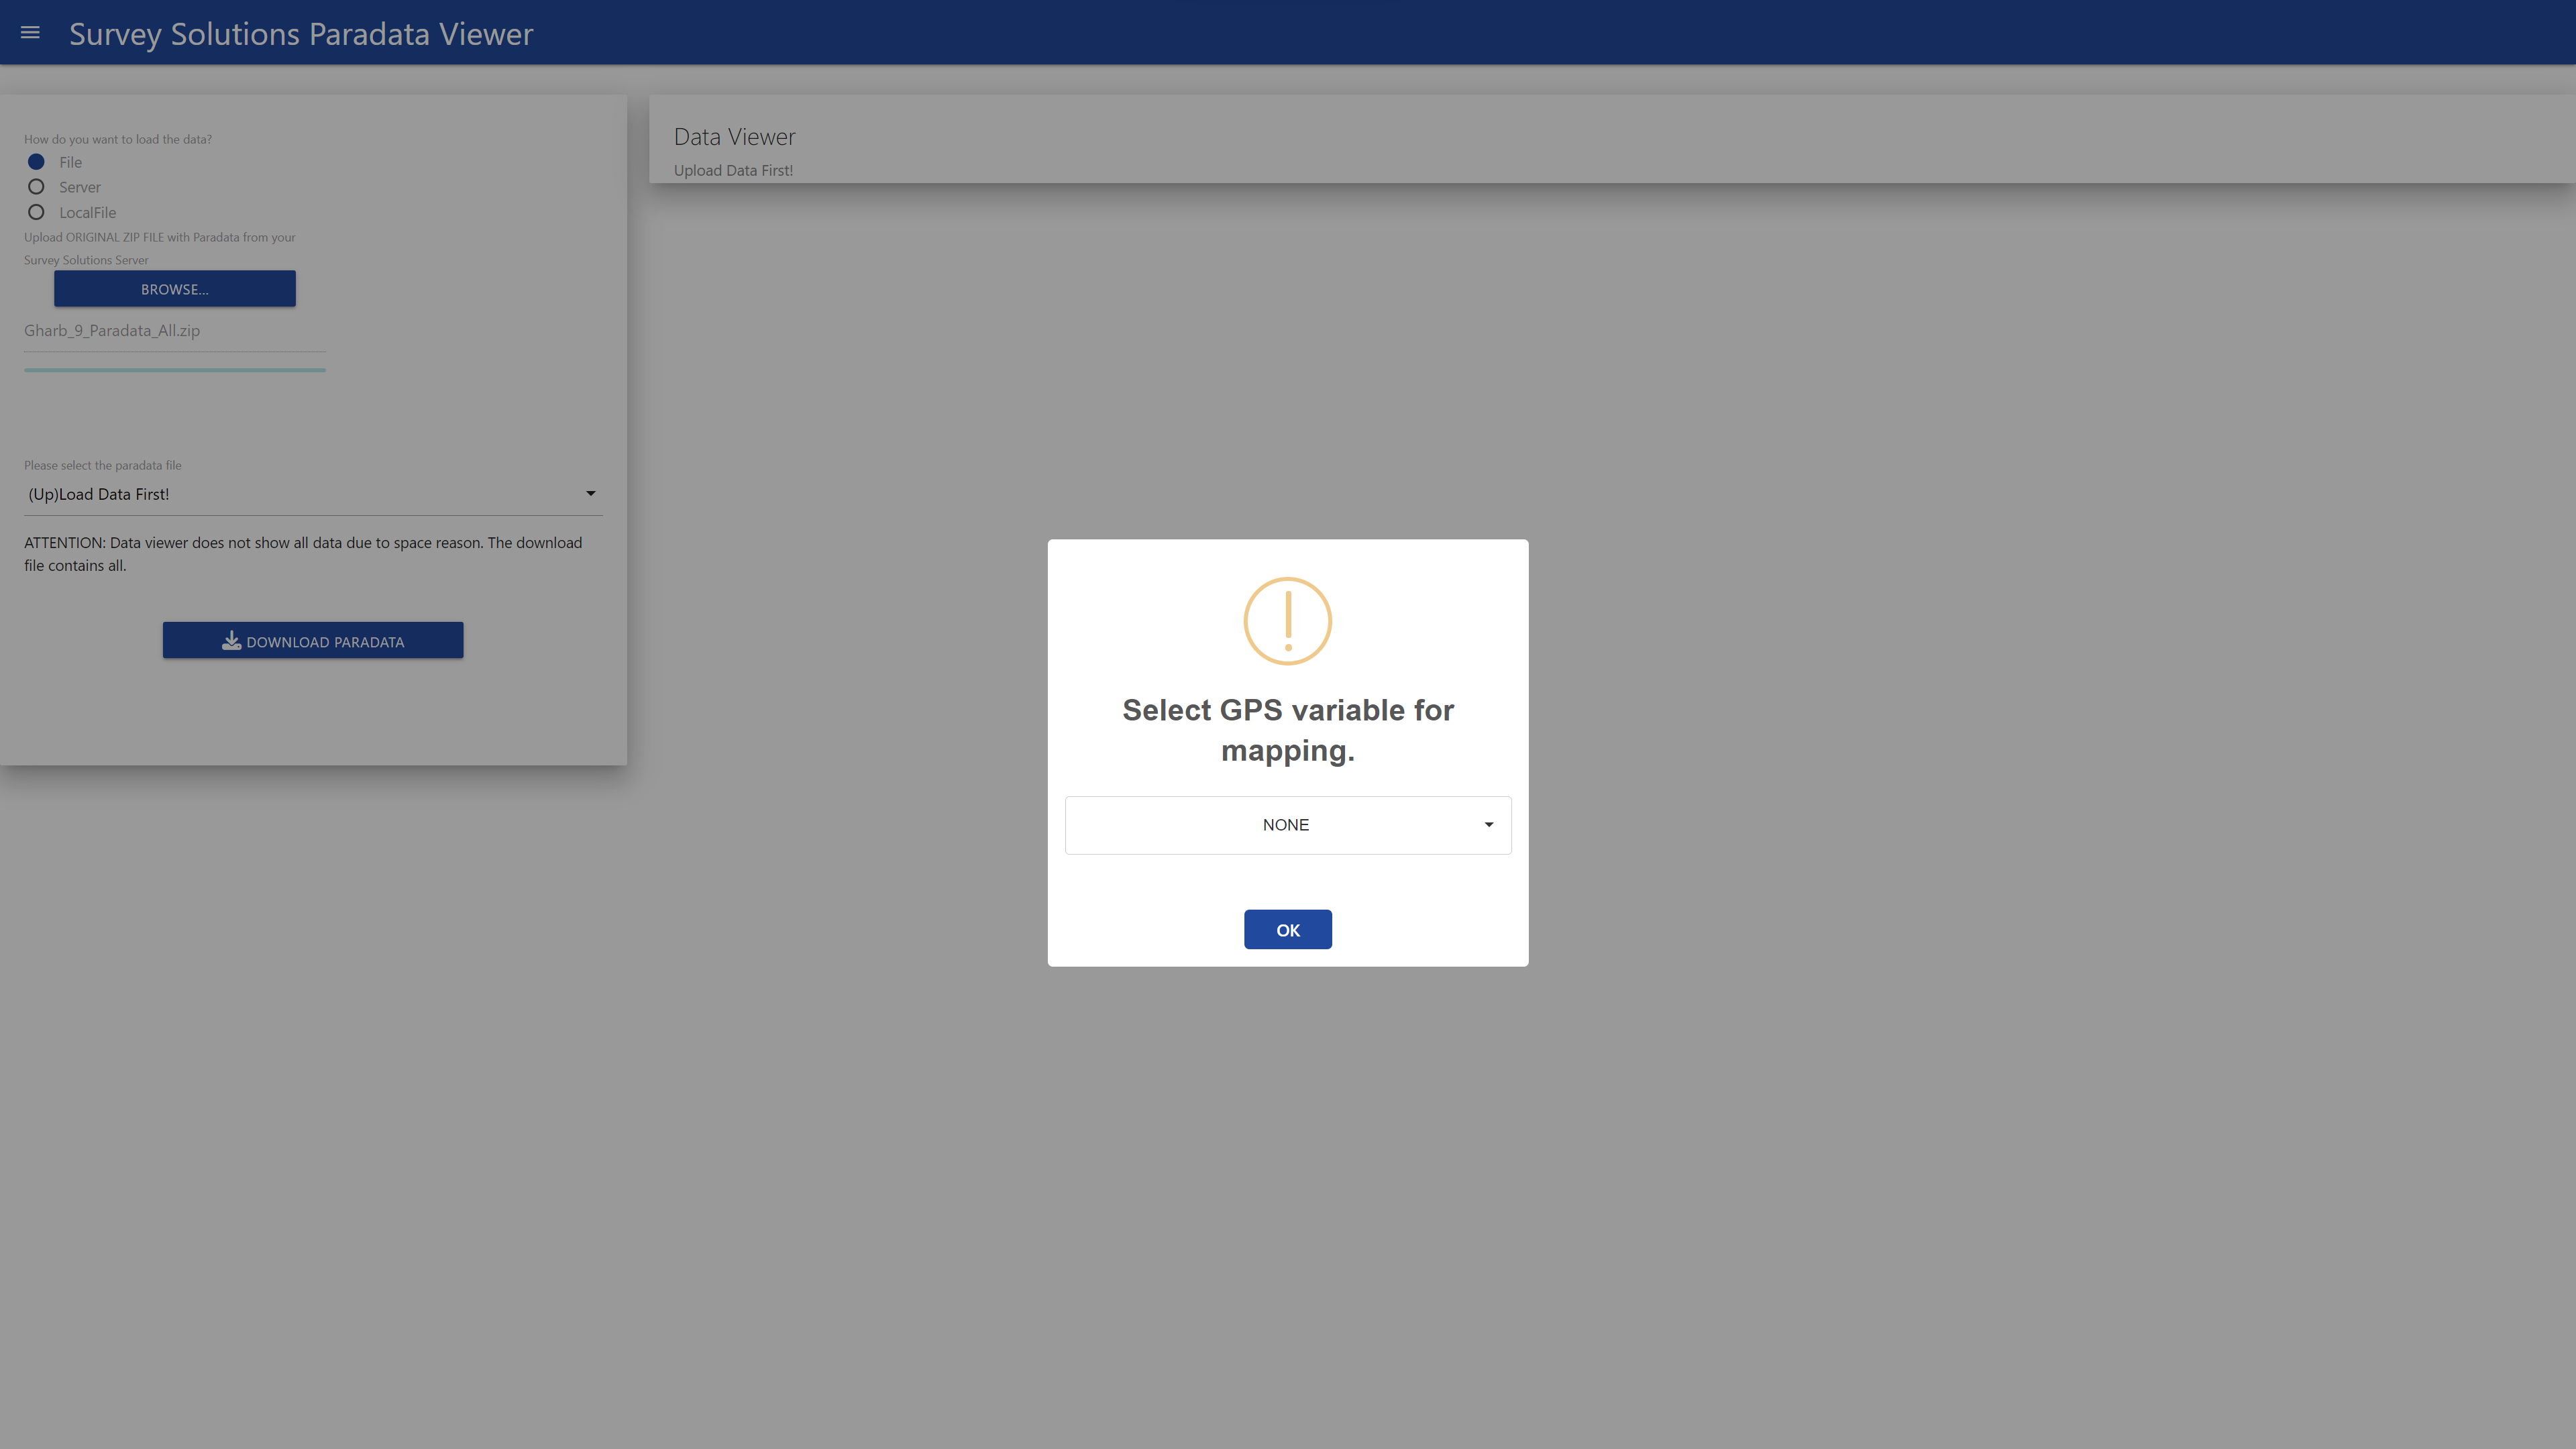 Survey Solutions Paradata Viewer
How do you want to load the data?
File
Server
LocalFile
Upload ORIGINAL ZIP FILE with Paradata from your
Survey Solutions Server
BROWSE...
Gharb_9_Paradata_All.zip
Please select the paradata file
(Up)Load Data First!
ATTENTION: Data viewer does not show all data due to space reason. The download
file contains all.
DOWNLOAD PARADATA
Data Viewer
Upload Data First!
Select GPS variable for
mapping.
NONE
OK